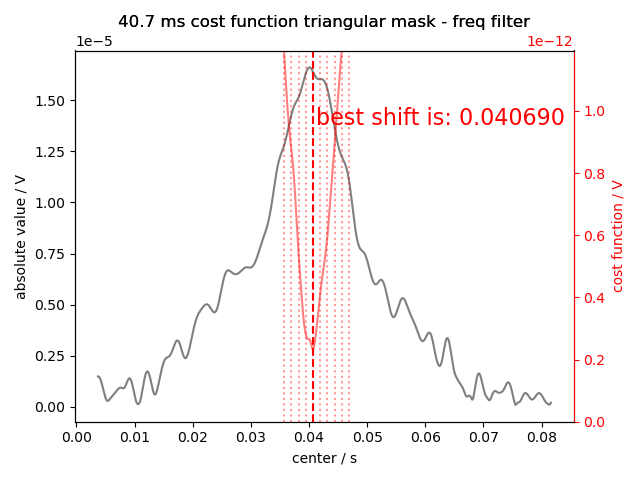 40.7 ms cost function triangular mask - freq filter
1e−5
1e−12
best shift is: 0.040690
absolute value / V
cost function / V
1.50
1.25
1.00
0.75
0.50
0.25
0.00
1.0
0.8
0.6
0.4
0.2
0.0
0.00 0.01 0.02 0.03 0.04 0.05 0.06 0.07 0.08
center / s